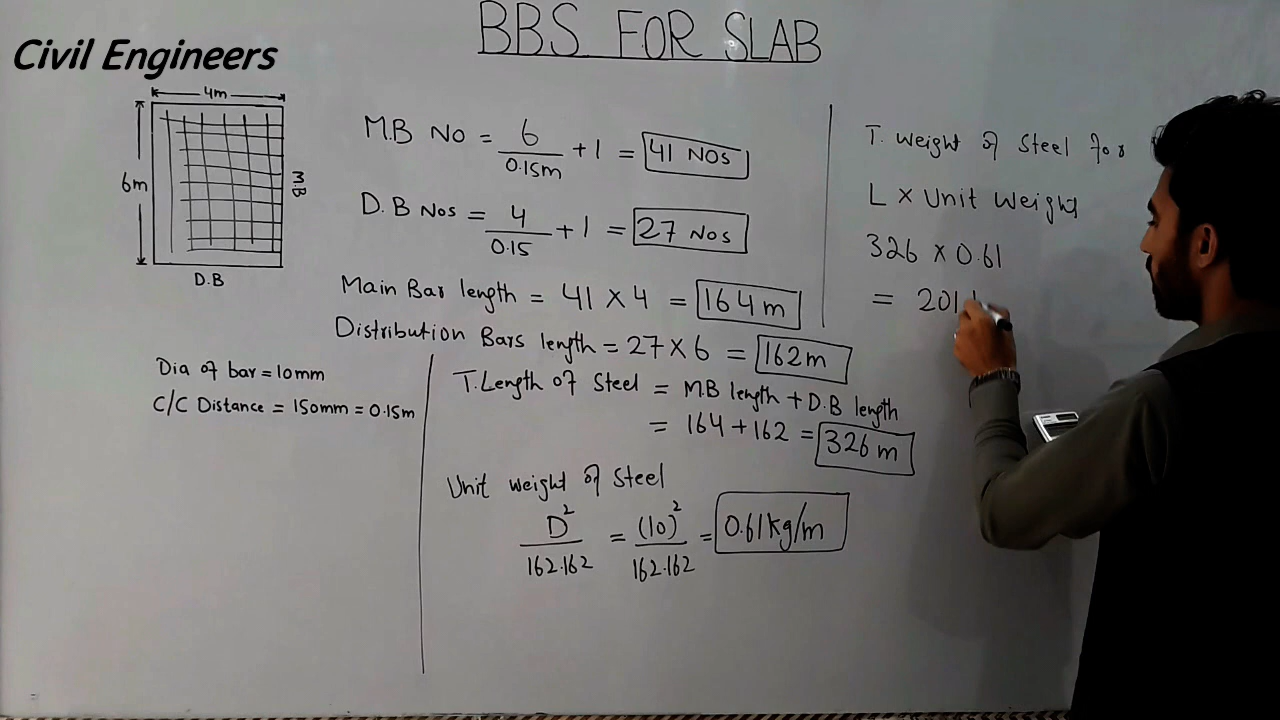 BBS FOR SLAB
Civil Engineers
4m
6m
M.B
D.B
M.B No = 6 / 0.15m + 1 = 41 Nos
D.B Nos = 4 / 0.15 + 1 = 27 Nos
Main Bar length = 41 × 4 = 164 m
Distribution Bars length = 27 × 6 = 162m
Dia of bar = 10mm
C/C Distance = 150mm = 0.15m
T.Length of Steel = M.B length + D.B length
= 164 + 162 = 326 m
Unit weight of Steel
D² / 162.162 = (10)² / 162.162 = 0.61kg/m
T. weight of Steel for
L × Unit Weight
326 × 0.61
= 201